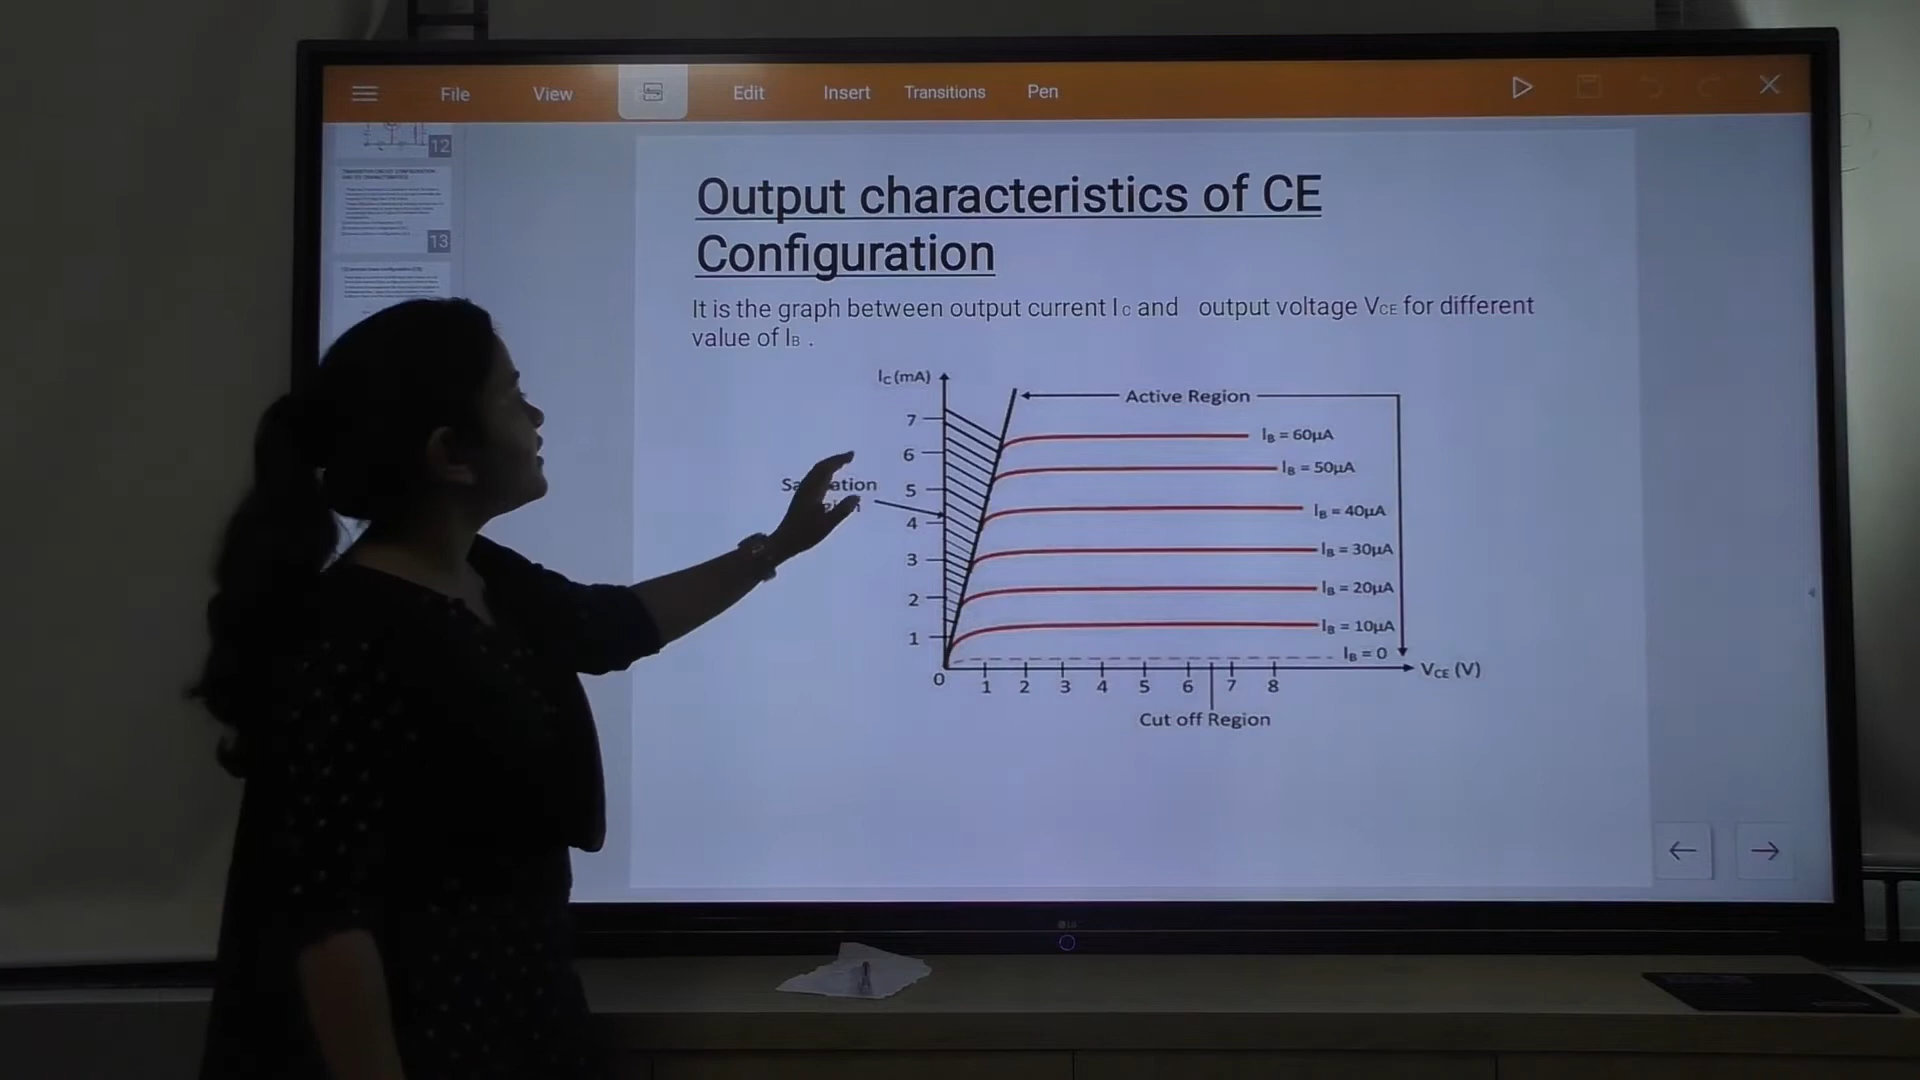 File View Edit Insert Transitions Pen
12
13
Output characteristics of CE
Configuration
It is the graph between output current IC and output voltage VCE for different
value of IB .
IC (mA)
Active Region
7
IB = 60µA
6
IB = 50µA
5
IB = 40µA
4
IB = 30µA
3
IB = 20µA
2
IB = 10µA
1
IB = 0
0 1 2 3 4 5 6 7 8
VCE (V)
Cut off Region
LG